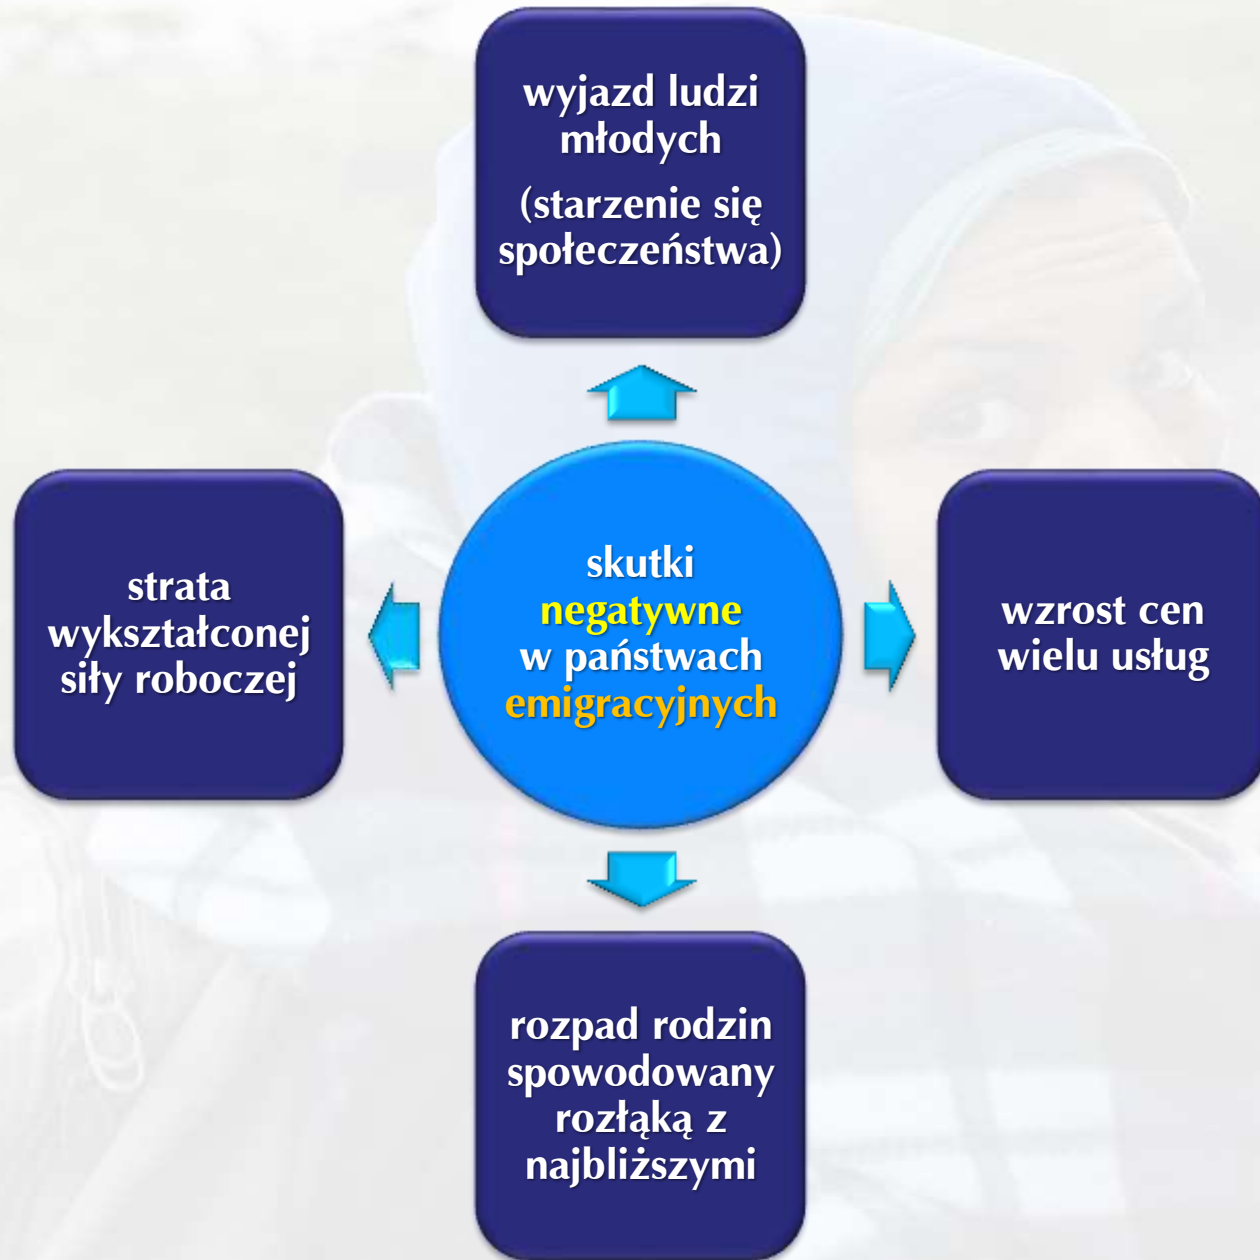 wyjazd ludzi
młodych
(starzenie się
społeczeństwa)
strata
wykształconej
siły roboczej
skutki
negatywne
w państwach
emigracyjnych
wzrost cen
wielu usług
rozpad rodzin
spowodowany
rozłąką z
najbliższymi